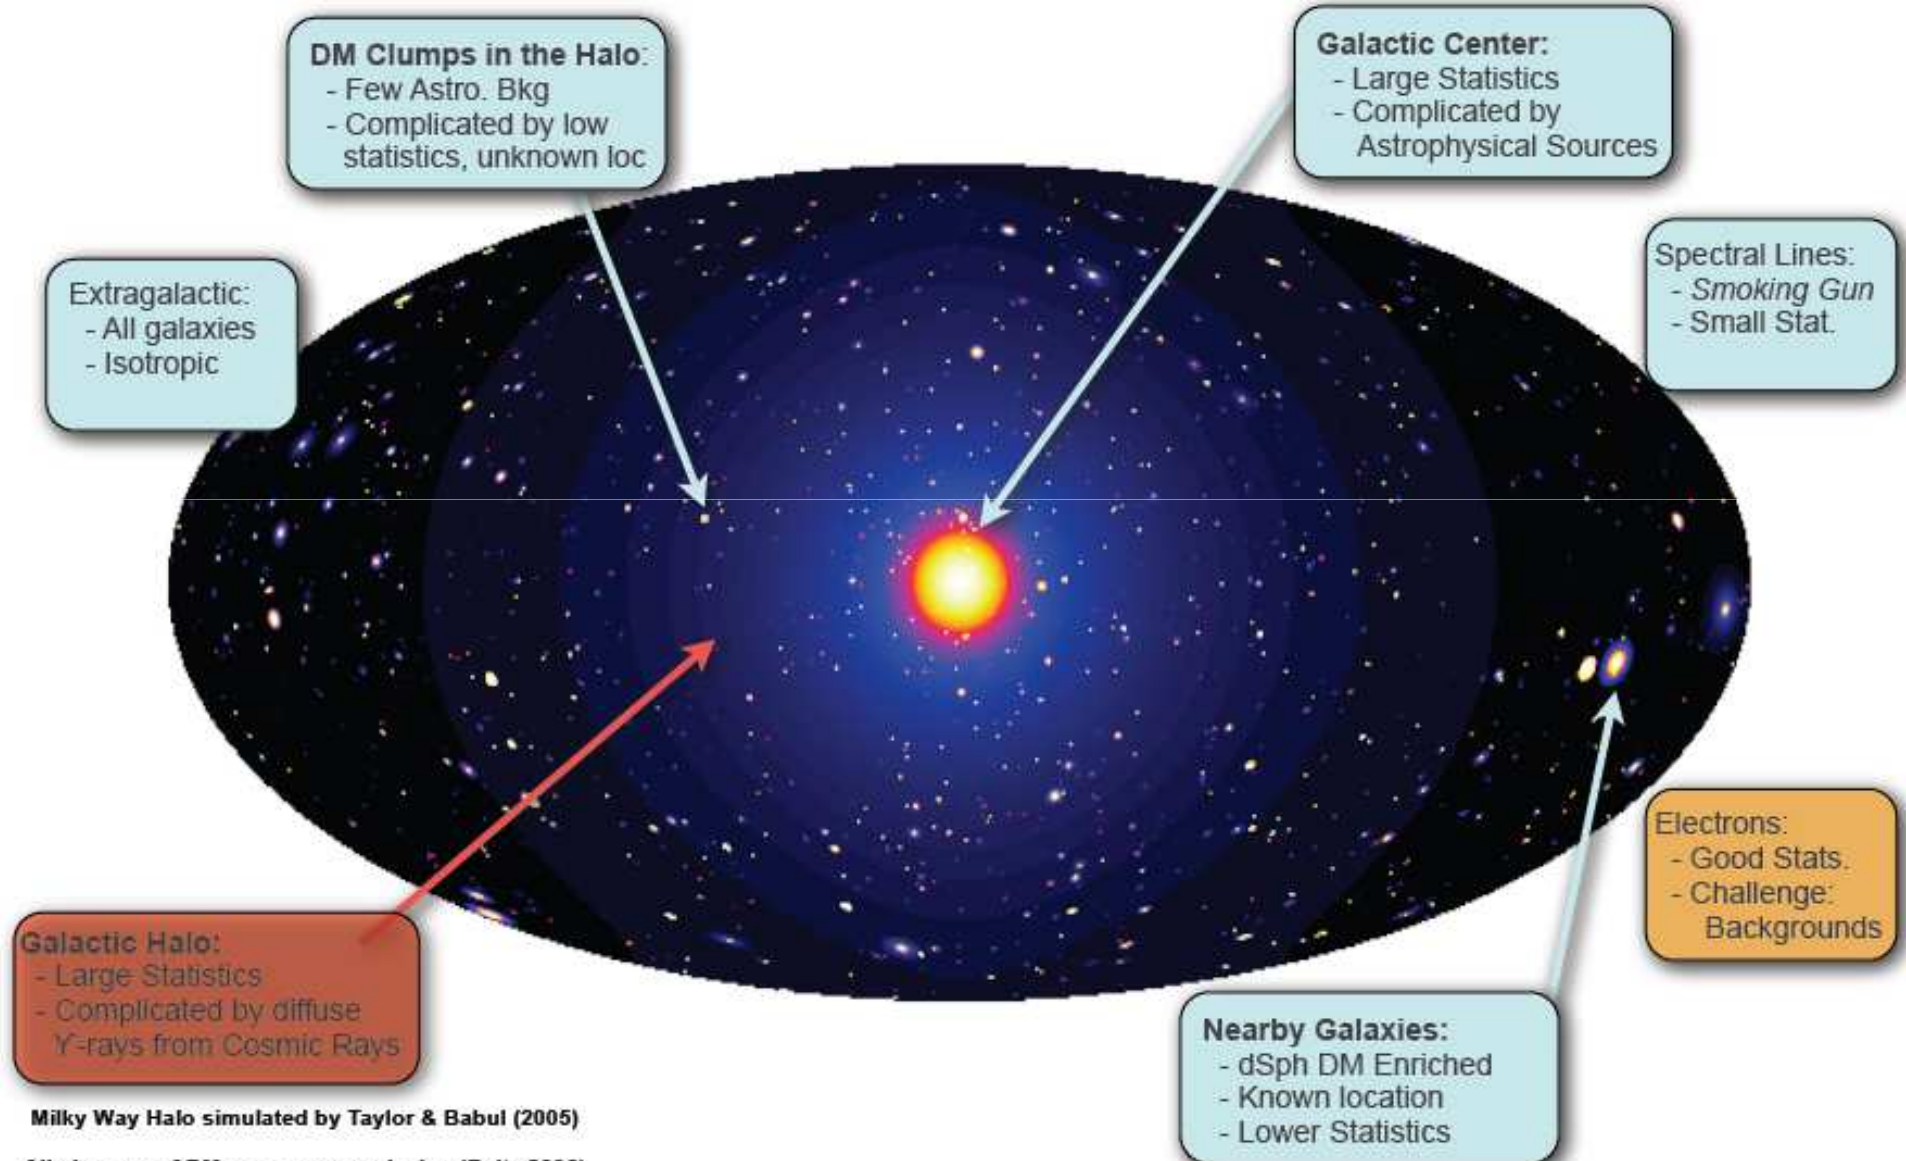 DM Clumps in the Halo:
- Few Astro. Bkg
- Complicated by low
statistics, unknown loc
Galactic Center:
- Large Statistics
- Complicated by
Astrophysical Sources
Extragalactic:
- All galaxies
- Isotropic
Spectral Lines:
- Smoking Gun
- Small Stat.
Electrons:
- Good Stats.
- Challenge:
Backgrounds
Galactic Halo:
- Large Statistics
- Complicated by diffuse
ϒ-rays from Cosmic Rays
Nearby Galaxies:
- dSph DM Enriched
- Known location
- Lower Statistics
Milky Way Halo simulated by Taylor & Babul (2005)